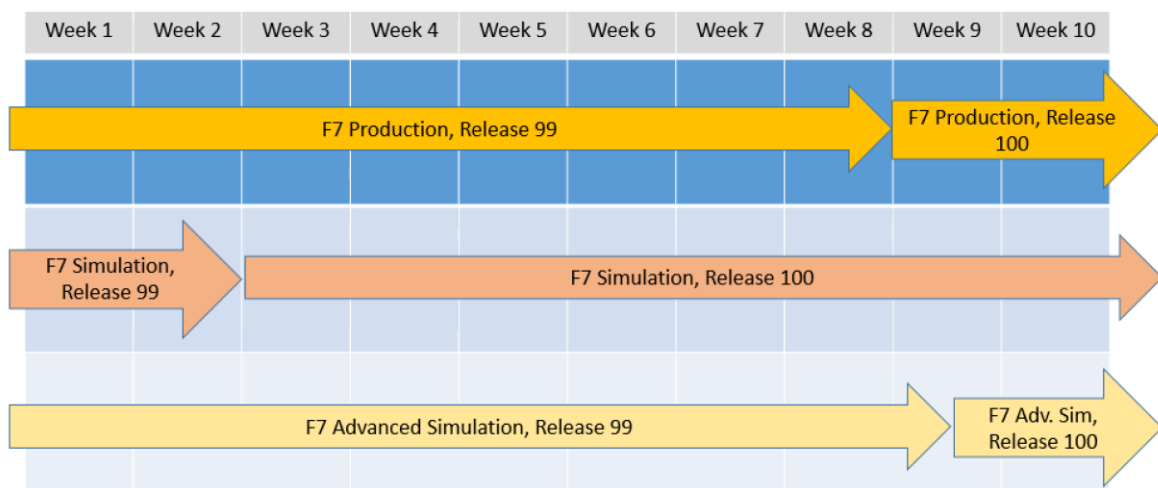 Week 1 Week 2 Week 3 Week 4 Week 5 Week 6 Week 7 Week 8 Week 9 Week 10
F7 Production, Release 99
F7 Production, Release
100
F7 Simulation,
Release 99
F7 Simulation, Release 100
F7 Advanced Simulation, Release 99
F7 Adv. Sim,
Release 100